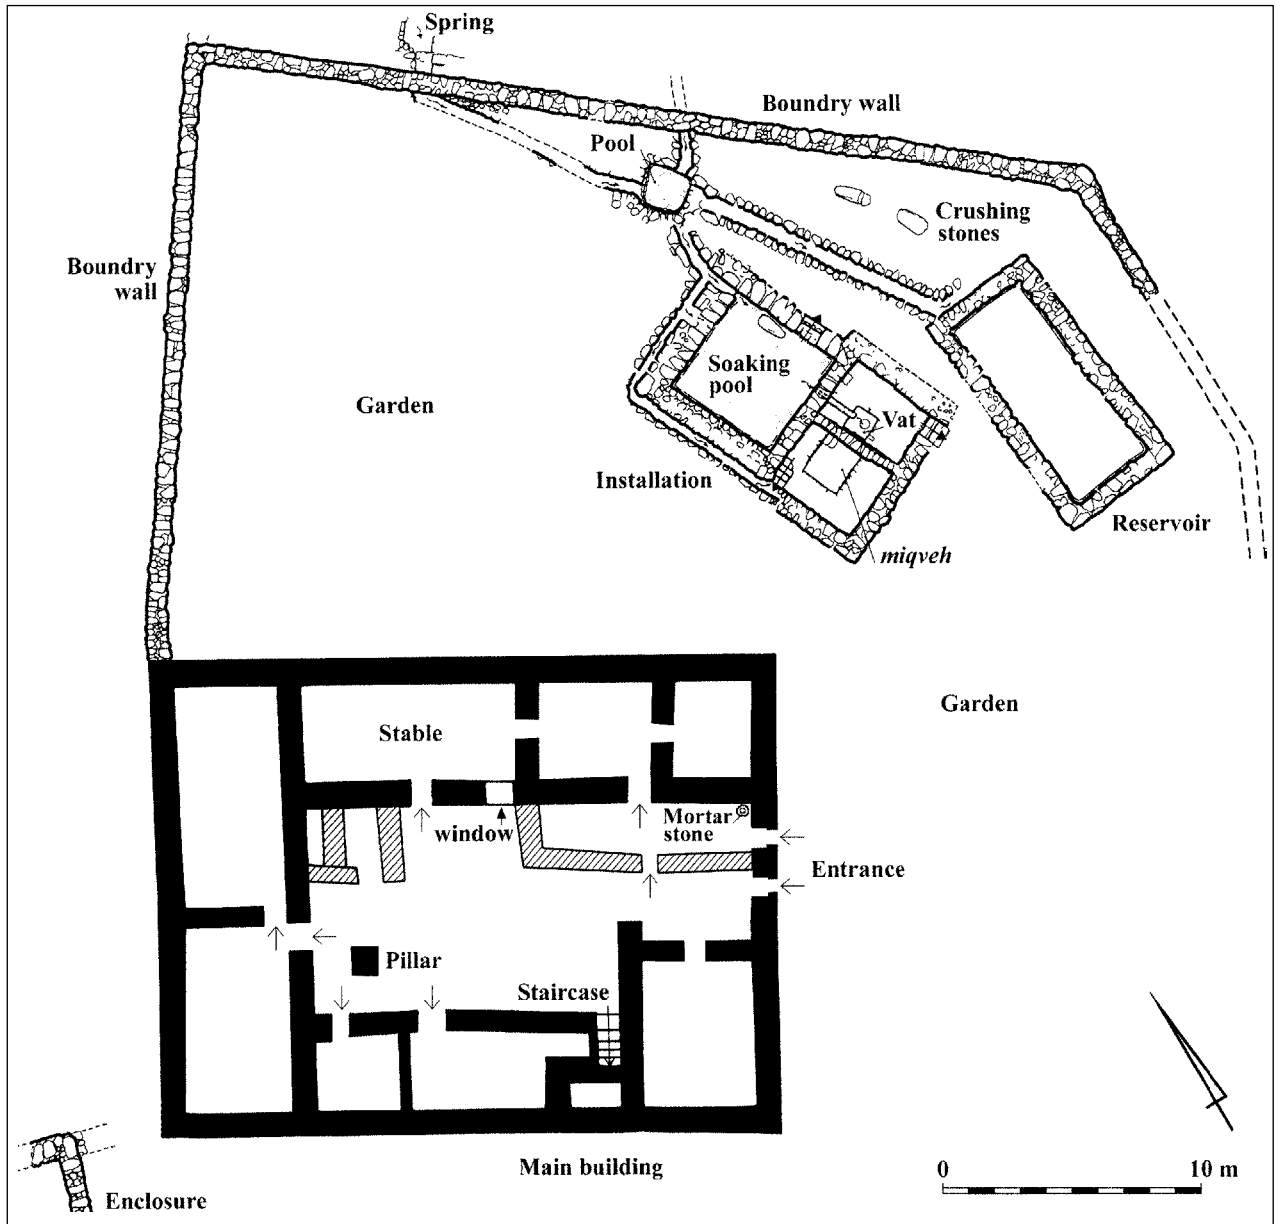 Spring
Boundry wall
Pool
Crushing
stones
Boundry
wall
Soaking
pool
Garden
Vat
Installation
Reservoir
miqveh
Garden
Stable
Mortar
stone
window
Entrance
Pillar
Staircase
Main building
0 10 m
Enclosure